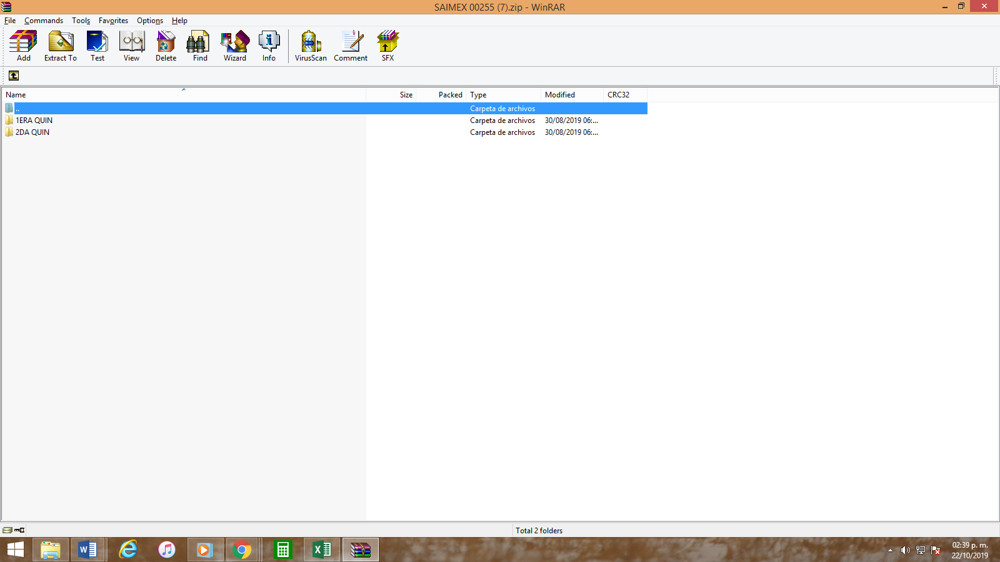 SAIMEX 00255 (7).zip - WinRAR
File Commands Tools Favorites Options Help
Add Extract To Test View Delete Find Wizard Info VirusScan Comment SFX
Name Size Packed Type Modified CRC32
.. Carpeta de archivos
1ERA QUIN Carpeta de archivos 30/08/2019 06:...
2DA QUIN Carpeta de archivos 30/08/2019 06:...
Total 2 folders
02:39 p. m.
22/10/2019